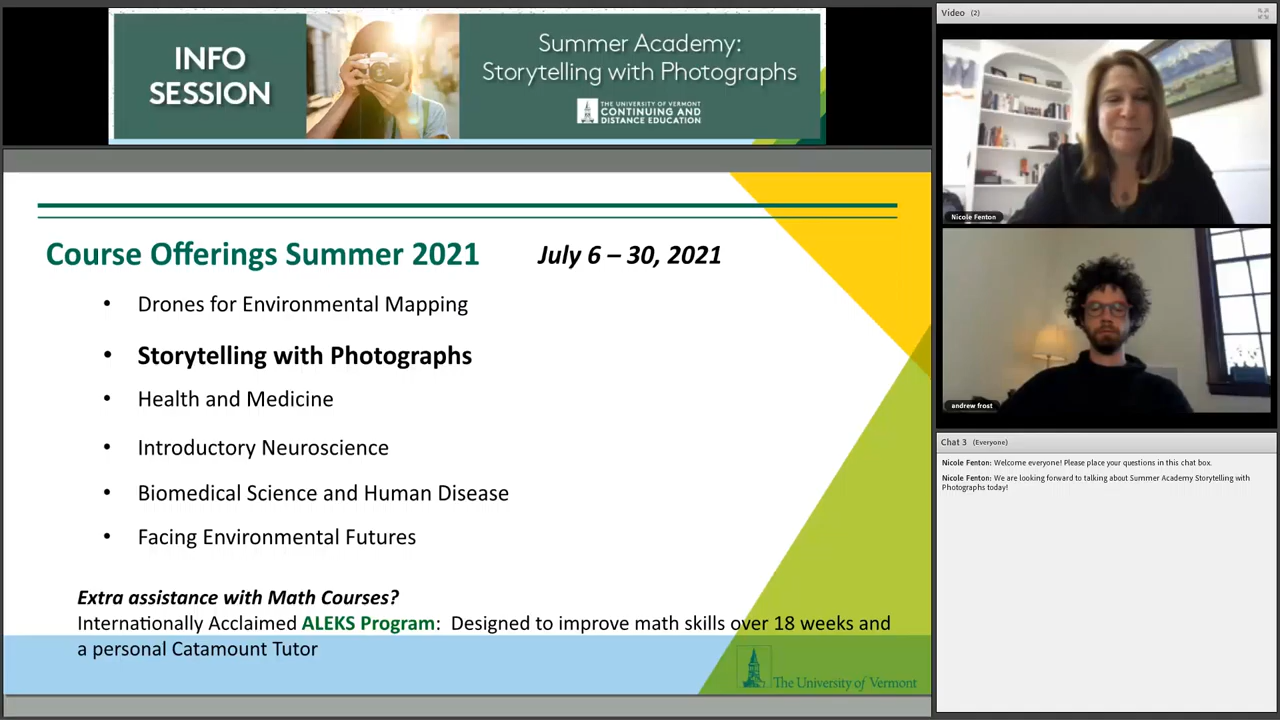 INFO
SESSION
Summer Academy:
Storytelling with Photographs
THE UNIVERSITY OF VERMONT
CONTINUING AND
DISTANCE EDUCATION
Course Offerings Summer 2021 July 6 – 30, 2021
• Drones for Environmental Mapping
• Storytelling with Photographs
• Health and Medicine
• Introductory Neuroscience
• Biomedical Science and Human Disease
• Facing Environmental Futures
Extra assistance with Math Courses?
Internationally Acclaimed ALEKS Program: Designed to improve math skills over 18 weeks and
a personal Catamount Tutor
The University of Vermont
Video (2)
Nicole Fenton
andrew frost
Chat 3 (Everyone)
Nicole Fenton: Welcome everyone! Please place your questions in this chat box.
Nicole Fenton: We are looking forward to talking about Summer Academy Storytelling with
Photographs today!